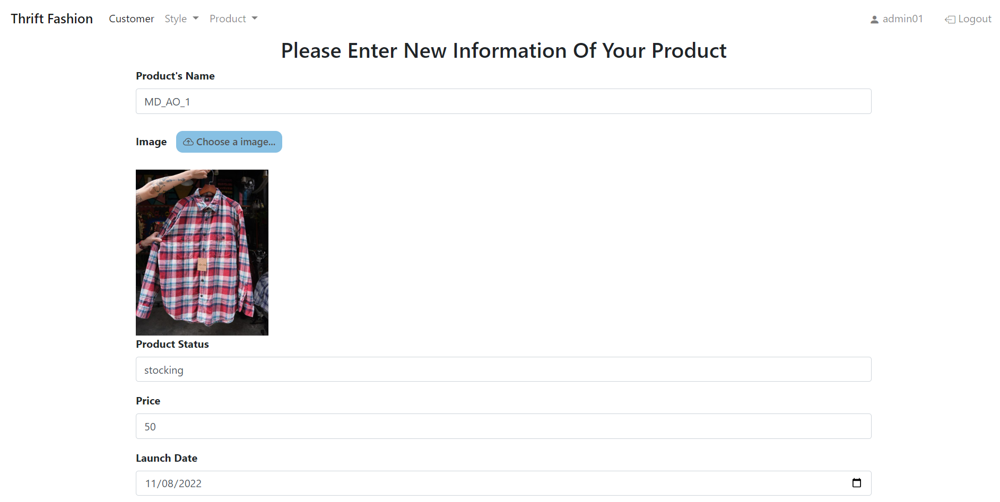 Thrift Fashion Customer Style Product admin01 Logout
Please Enter New Information Of Your Product
Product's Name
MD_AO_1
Image Choose a image...
Product Status
stocking
Price
50
Launch Date
11/08/2022